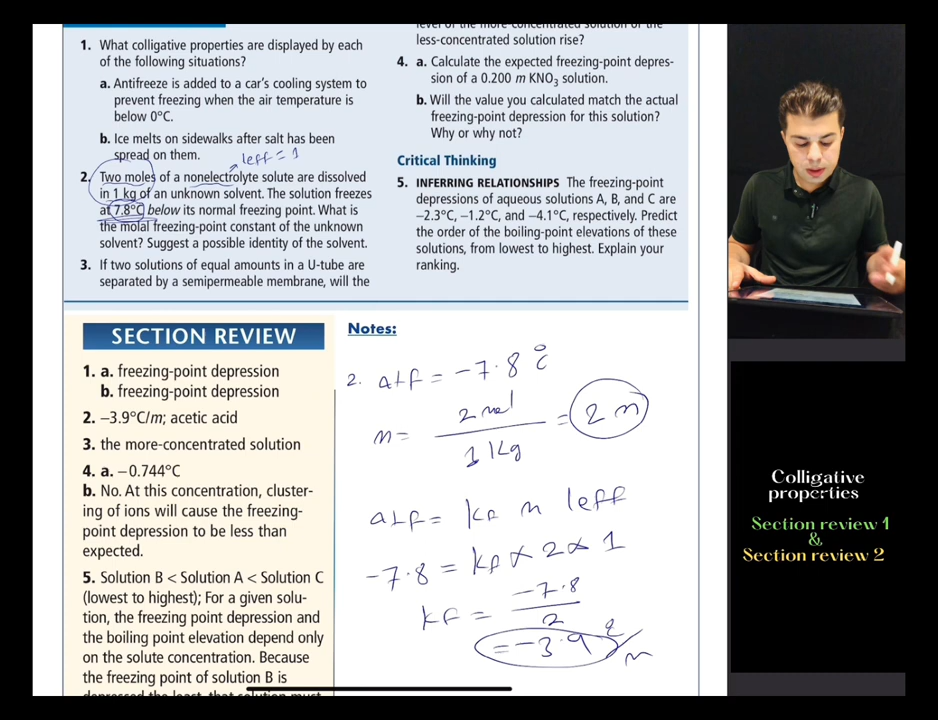 level of the more-concentrated solution or the
less-concentrated solution rise?
1. What colligative properties are displayed by each
of the following situations?
a. Antifreeze is added to a car's cooling system to
prevent freezing when the air temperature is
below 0°C.
b. Ice melts on sidewalks after salt has been
spread on them.
ieff = 1
2. Two moles of a nonelectrolyte solute are dissolved
in 1 kg of an unknown solvent. The solution freezes
at 7.8°C below its normal freezing point. What is
the molal freezing-point constant of the unknown
solvent? Suggest a possible identity of the solvent.
3. If two solutions of equal amounts in a U-tube are
separated by a semipermeable membrane, will the
4. a. Calculate the expected freezing-point depres-
sion of a 0.200 m KNO₃ solution.
b. Will the value you calculated match the actual
freezing-point depression for this solution?
Why or why not?
Critical Thinking
5. INFERRING RELATIONSHIPS The freezing-point
depressions of aqueous solutions A, B, and C are
−2.3°C, −1.2°C, and −4.1°C, respectively. Predict
the order of the boiling-point elevations of these
solutions, from lowest to highest. Explain your
ranking.
SECTION REVIEW
1. a. freezing-point depression
b. freezing-point depression
2. −3.9°C/m; acetic acid
3. the more-concentrated solution
4. a. −0.744°C
b. No. At this concentration, cluster-
ing of ions will cause the freezing-
point depression to be less than
expected.
5. Solution B < Solution A < Solution C
(lowest to highest); For a given solu-
tion, the freezing point depression and
the boiling point elevation depend only
on the solute concentration. Because
the freezing point of solution B is
Notes:
2. Δtf = -7.8 °C
m = 2 mol / 1 kg = 2 m
Δtf = kf m ieff
-7.8 = kf × 2 × 1
kf = -7.8 / 2
= -3.9 °C/m
Colligative
properties
Section review 1
&
Section review 2